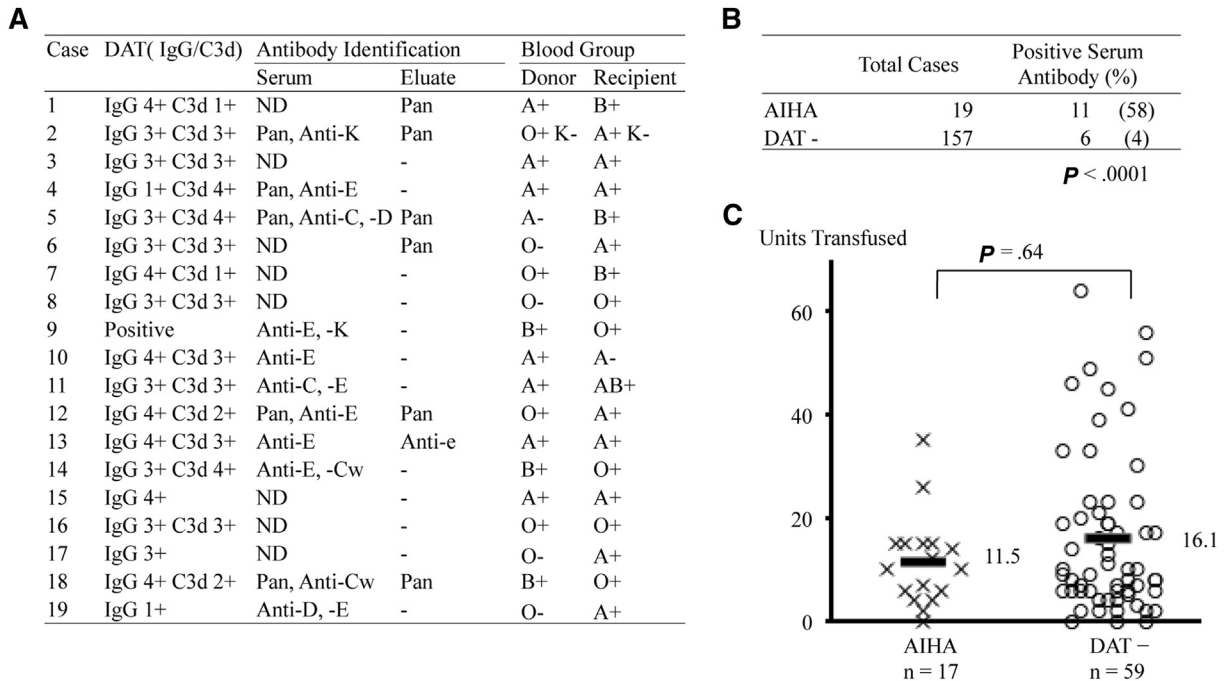 A
Case DAT( IgG/C3d) Antibody Identification Blood Group
Serum Eluate Donor Recipient
1 IgG 4+ C3d 1+ ND Pan A+ B+
2 IgG 3+ C3d 3+ Pan, Anti-K Pan O+ K- A+ K-
3 IgG 3+ C3d 3+ ND - A+ A+
4 IgG 1+ C3d 4+ Pan, Anti-E - A+ A+
5 IgG 3+ C3d 4+ Pan, Anti-C, -D Pan A- B+
6 IgG 3+ C3d 3+ ND Pan O- A+
7 IgG 4+ C3d 1+ ND - O+ B+
8 IgG 3+ C3d 3+ ND - O- O+
9 Positive Anti-E, -K - B+ O+
10 IgG 4+ C3d 3+ Anti-E - A+ A-
11 IgG 3+ C3d 3+ Anti-C, -E - A+ AB+
12 IgG 4+ C3d 2+ Pan, Anti-E Pan O+ A+
13 IgG 4+ C3d 3+ Anti-E Anti-e A+ A+
14 IgG 3+ C3d 4+ Anti-E, -Cw - B+ O+
15 IgG 4+ ND - A+ A+
16 IgG 3+ C3d 3+ ND - O+ O+
17 IgG 3+ ND - O- A+
18 IgG 4+ C3d 2+ Pan, Anti-Cw Pan B+ O+
19 IgG 1+ Anti-D, -E - O- A+
B
Total Cases Positive Serum
Antibody (%)
AIHA 19 11 (58)
DAT - 157 6 (4)
P < .0001
C
Units Transfused
P = .64
60
40
20
0
11.5
16.1
AIHA DAT −
n = 17 n = 59